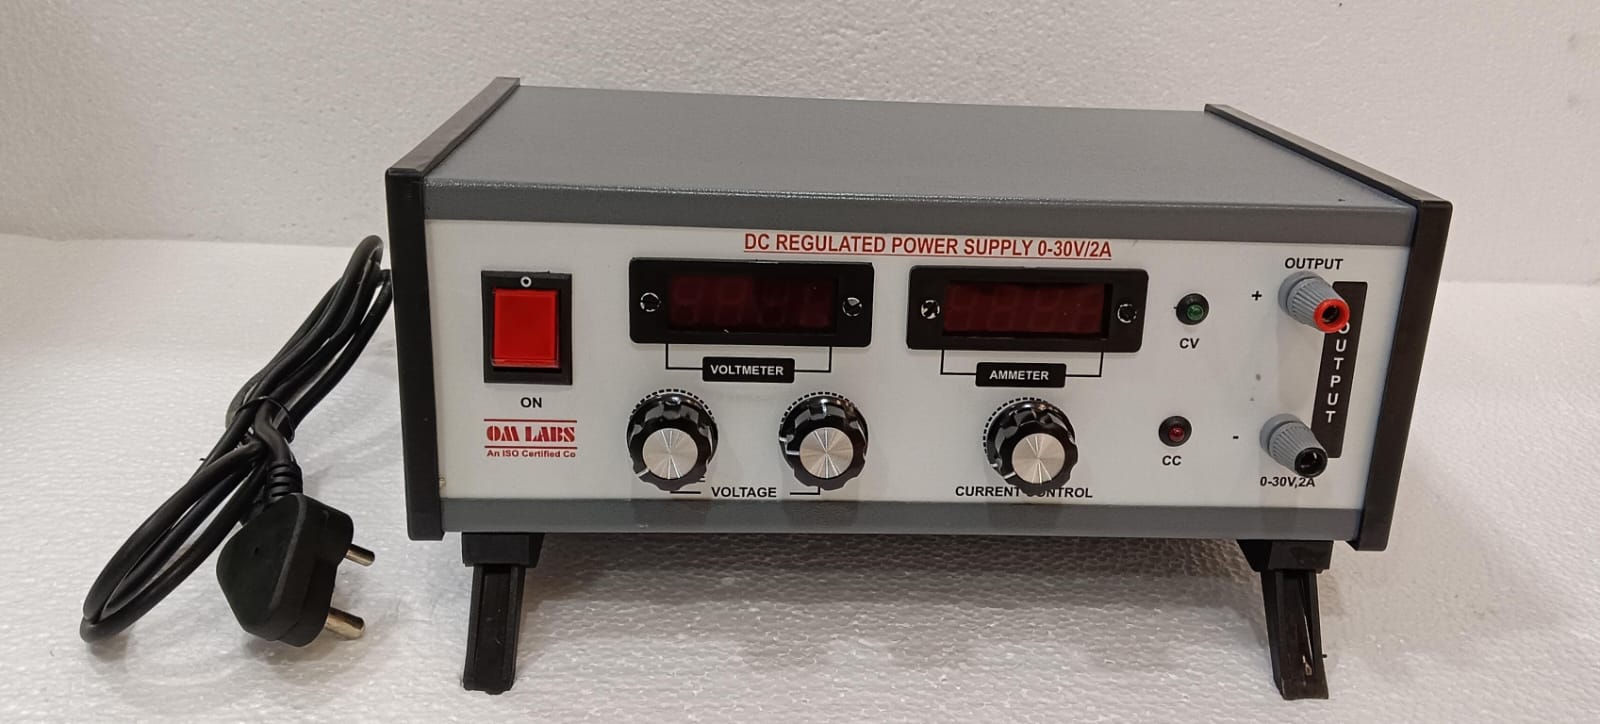 DC REGULATED POWER SUPPLY 0-30V/2A
OUTPUT
+
O
CV
OUTPUT
VOLTMETER
AMMETER
ON
OM LABS
An ISO Certified Co
-
CC
VOLTAGE
CURRENT CONTROL
0-30V,2A